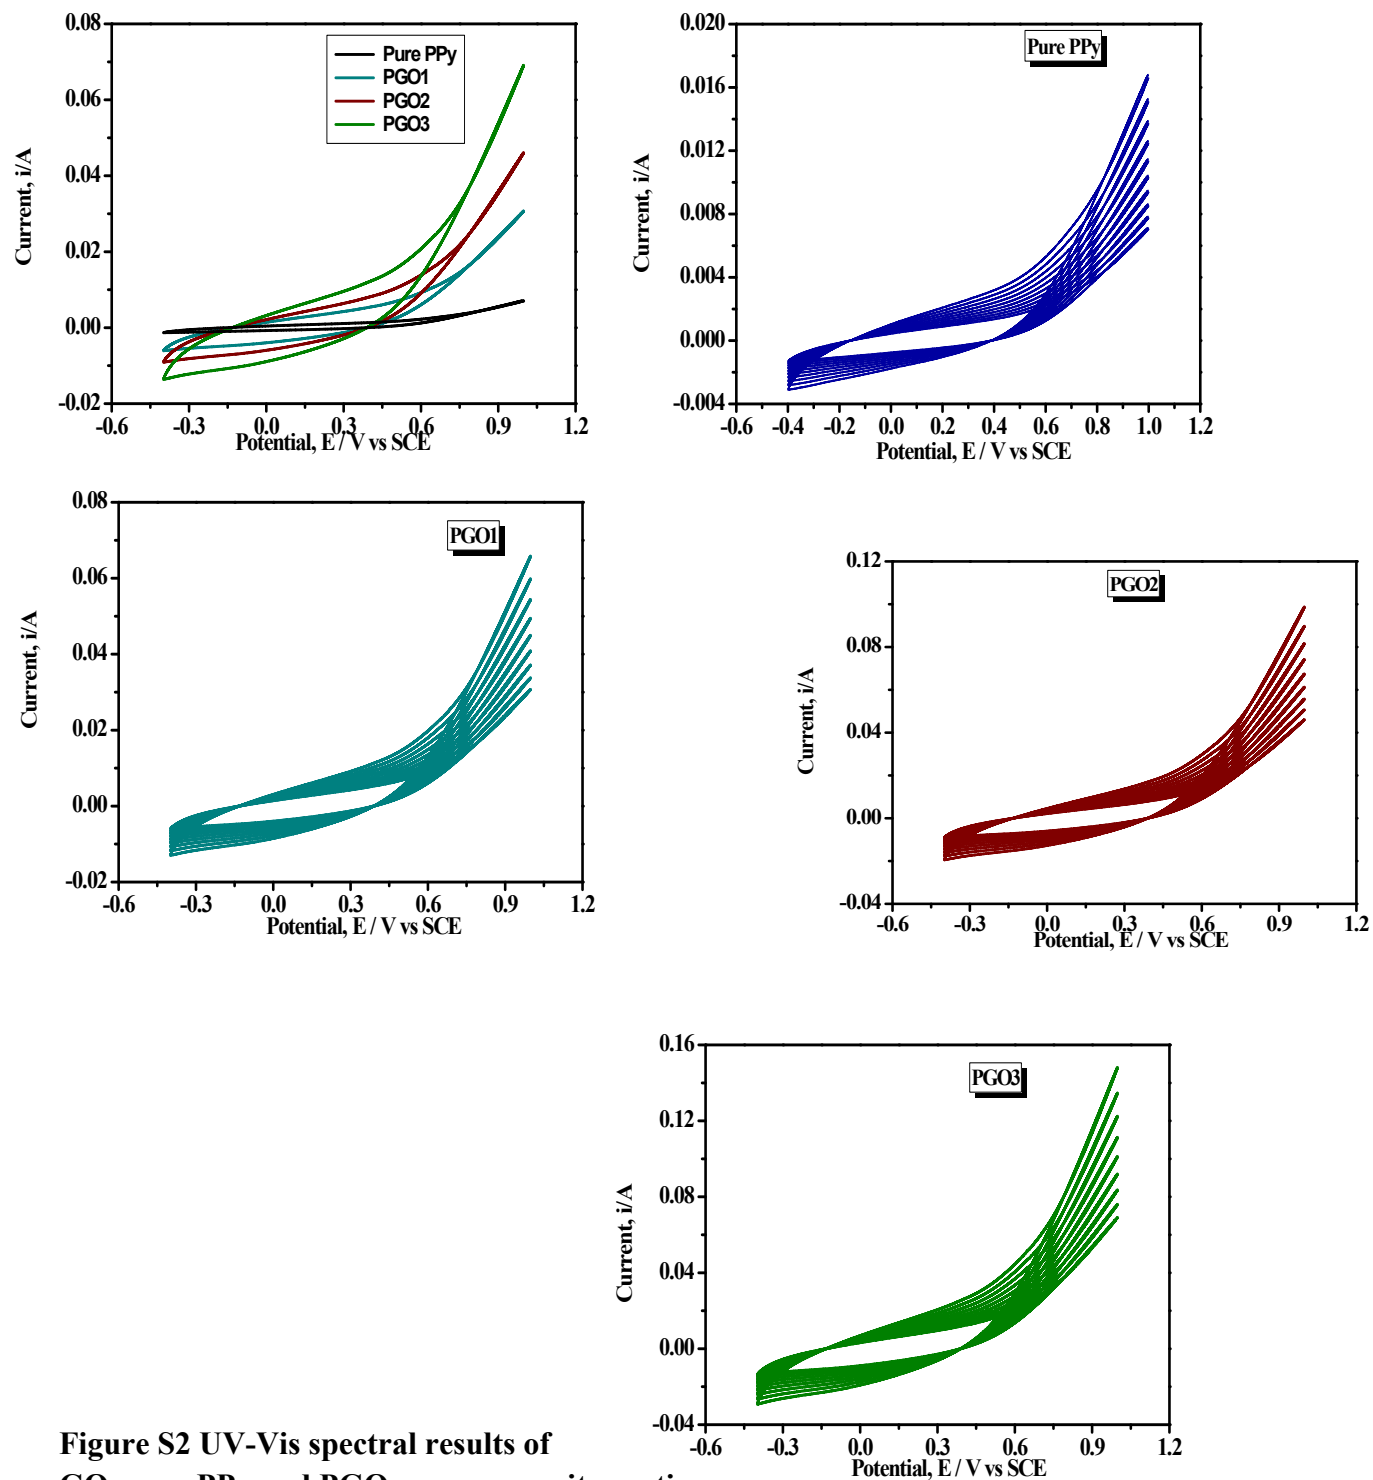 0.08
0.06
0.04
0.02
0.00
-0.02
-0.6 -0.3 0.0 0.3 0.6 0.9 1.2
Current, i/A
Potential, E / V vs SCE
Pure PPy
PGO1
PGO2
PGO3
0.020
0.016
0.012
0.008
0.004
0.000
-0.004
-0.6 -0.4 -0.2 0.0 0.2 0.4 0.6 0.8 1.0 1.2
Current, i/A
Potential, E / V vs SCE
Pure PPy
0.08
0.06
0.04
0.02
0.00
-0.02
-0.6 -0.3 0.0 0.3 0.6 0.9 1.2
Current, i/A
Potential, E / V vs SCE
PGO1
0.12
0.08
0.04
0.00
-0.04
-0.6 -0.3 0.0 0.3 0.6 0.9 1.2
Current, i/A
Potential, E / V vs SCE
PGO2
0.16
0.12
0.08
0.04
0.00
-0.04
-0.6 -0.3 0.0 0.3 0.6 0.9 1.2
Current, i/A
Potential, E / V vs SCE
PGO3
Figure S2 UV-Vis spectral results of